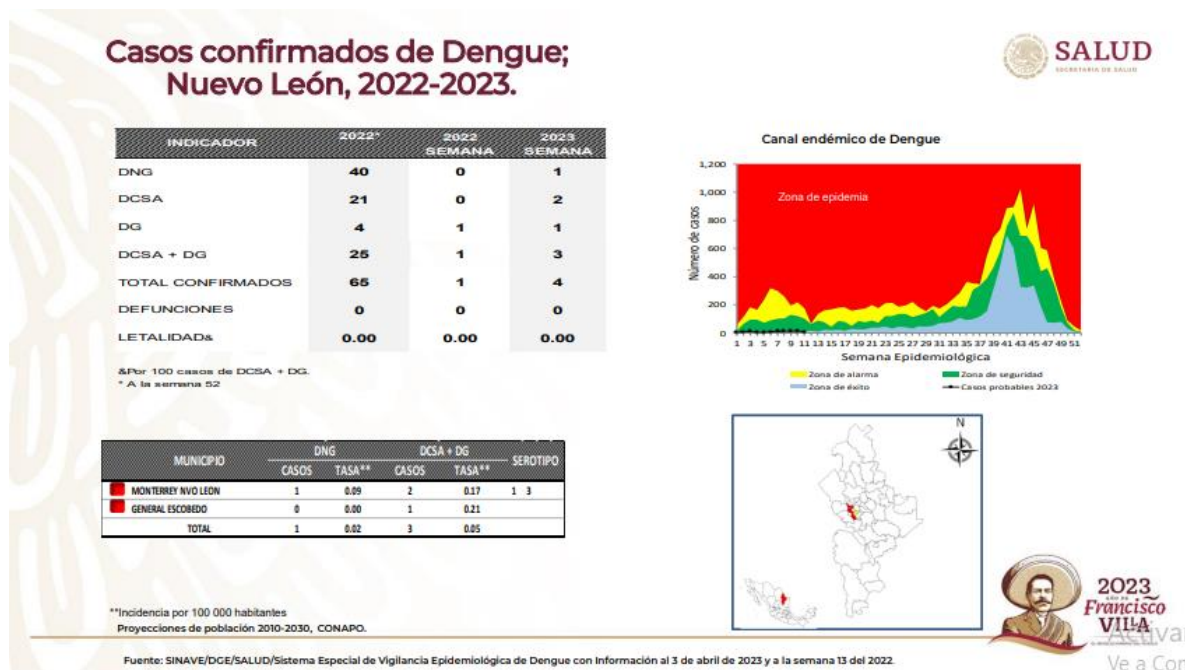 Casos confirmados de Dengue;
Nuevo León, 2022-2023.
SALUD
SECRETARÍA DE SALUD
INDICADOR 2022* 2022 SEMANA 2023 SEMANA
DNG 40 0 1
DCSA 21 0 2
DG 4 1 1
DCSA + DG 25 1 3
TOTAL CONFIRMADOS 65 1 4
DEFUNCIONES 0 0 0
LETALIDAD& 0.00 0.00 0.00
&Por 100 casos de DCSA + DG.
* A la semana 52
Canal endémico de Dengue
Número de casos
1,200
1,000
800
600
400
200
0
Zona de epidemia
1 3 5 7 9 11 13 15 17 19 21 23 25 27 29 31 33 35 37 39 41 43 45 47 49 51
Semana Epidemiológica
Zona de alarma Zona de seguridad
Zona de éxito Casos probables 2023
MUNICIPIO DNG DCSA + DG SEROTIPO
CASOS TASA** CASOS TASA**
MONTERREY NVO LEON 1 0.09 2 0.17 1 3
GENERAL ESCOBEDO 0 0.00 1 0.21
TOTAL 1 0.02 3 0.05
N
**Incidencia por 100 000 habitantes
Proyecciones de población 2010-2030, CONAPO.
2023
AÑO DE
Francisco
VILLA
Activar
Ve a Con
Fuente: SINAVE/DGE/SALUD/Sistema Especial de Vigilancia Epidemiológica de Dengue con Información al 3 de abril de 2023 y a la semana 13 del 2022.